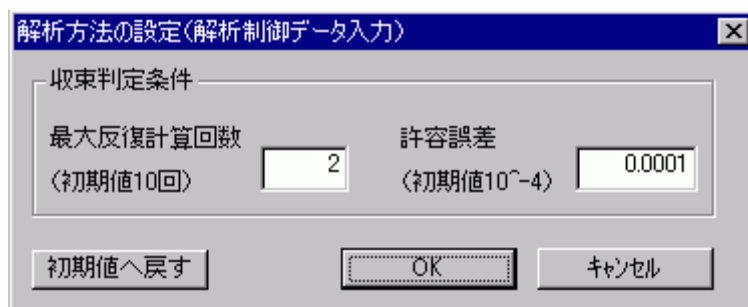 解析方法の設定(解析制御データ入力)
収束判定条件
最大反復計算回数
(初期値10回)
2
許容誤差
(初期値10^-4)
0.0001
初期値へ戻す
OK
キャンセル